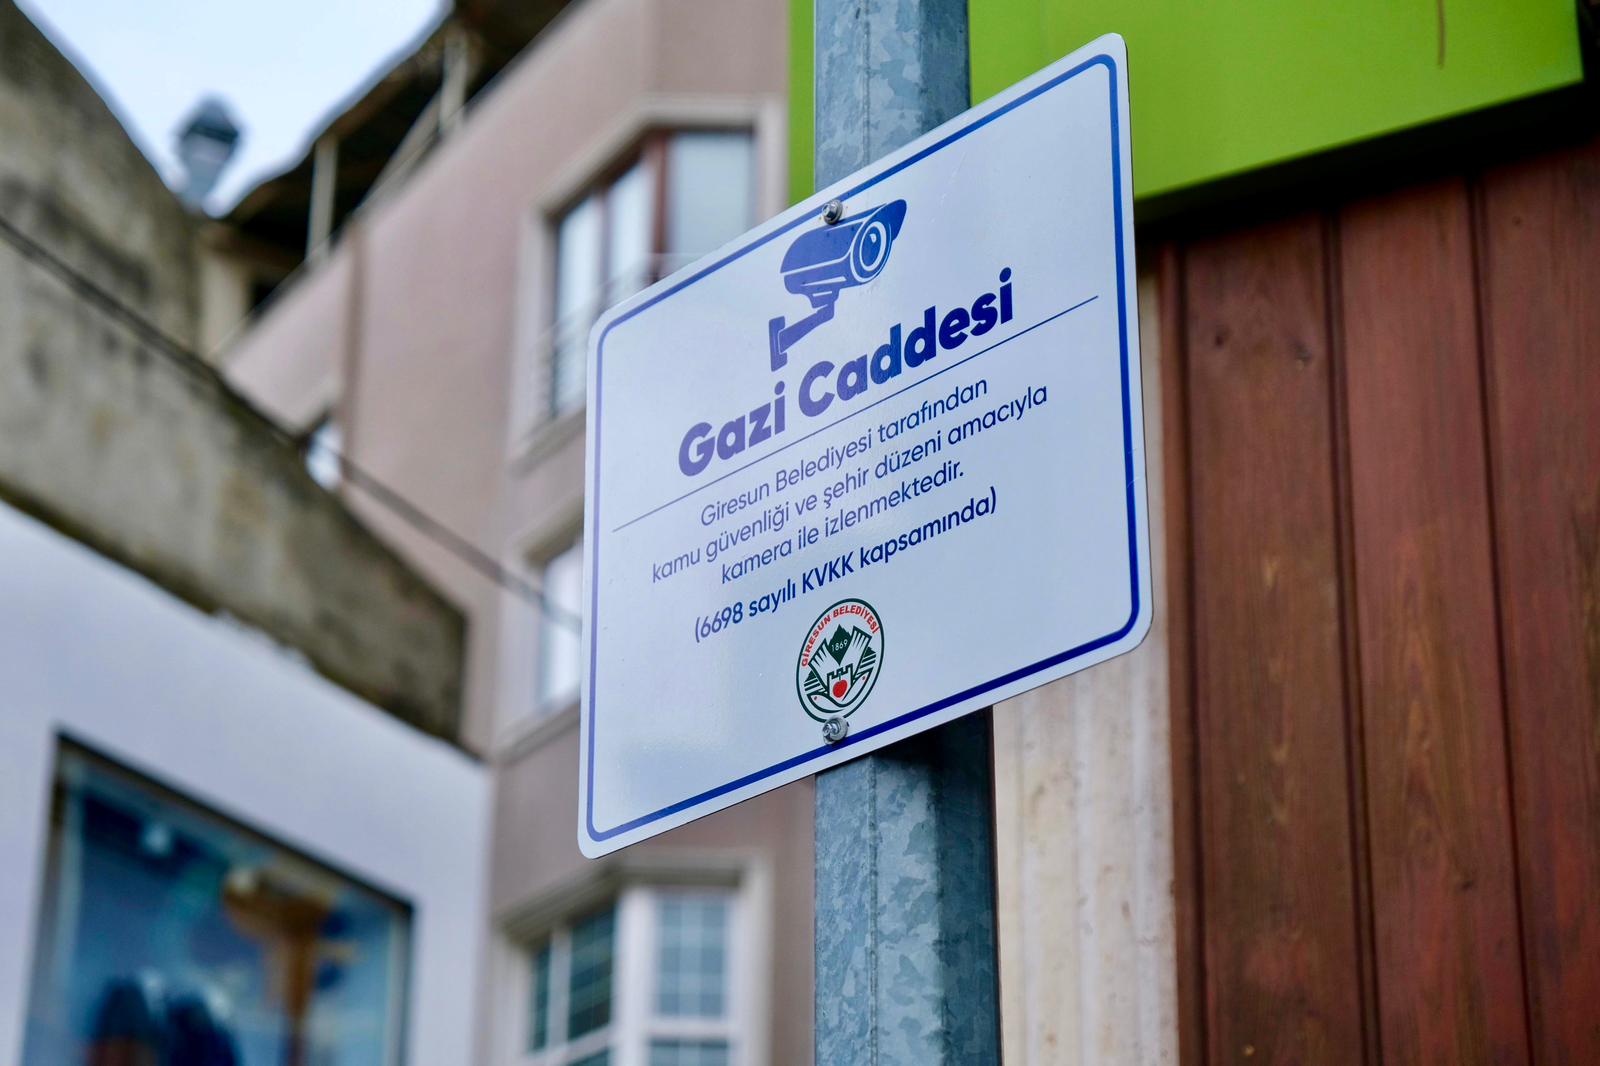 Gazi Caddesi
Giresun Belediyesi tarafından
kamu güvenliği ve şehir düzeni amacıyla
kamera ile izlenmektedir.
(6698 sayılı KVKK kapsamında)
GİRESUN BELEDİYESİ
1869